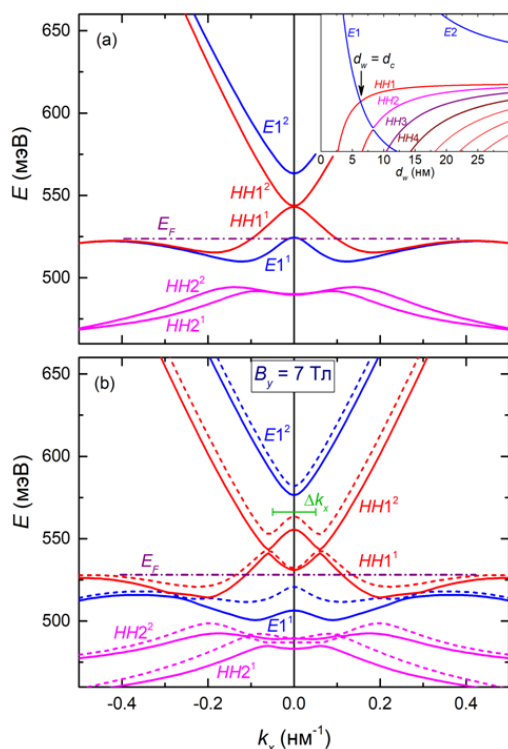 (a)
E (мэВ)
650
600
550
500
E1²
HH1²
HH1¹
E_F
E1¹
HH2²
HH2¹
E1
E2
d_w = d_c
HH1
HH2
HH3
HH4
0 5 10 15 20 25
d_w (нм)
(b)
B_y = 7 Тл
E (мэВ)
650
600
550
500
E1²
Δk_x
HH1²
HH1¹
E_F
E1¹
HH2²
HH2¹
-0.4 -0.2 0.0 0.2 0.4
k_x (нм⁻¹)